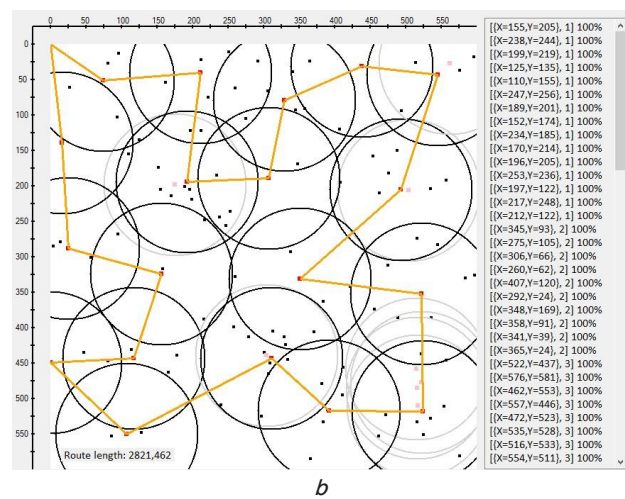 0 50 100 150 200 250 300 350 400 450 500 550
0
50
100
150
200
250
300
350
400
450
500
550
Route length: 2821,462
[{X=155,Y=205}, 1] 100%
[{X=238,Y=244}, 1] 100%
[{X=199,Y=219}, 1] 100%
[{X=125,Y=135}, 1] 100%
[{X=110,Y=155}, 1] 100%
[{X=247,Y=256}, 1] 100%
[{X=189,Y=201}, 1] 100%
[{X=152,Y=174}, 1] 100%
[{X=234,Y=185}, 1] 100%
[{X=170,Y=214}, 1] 100%
[{X=196,Y=205}, 1] 100%
[{X=253,Y=236}, 1] 100%
[{X=197,Y=122}, 1] 100%
[{X=217,Y=248}, 1] 100%
[{X=212,Y=122}, 1] 100%
[{X=345,Y=93}, 2] 100%
[{X=275,Y=105}, 2] 100%
[{X=306,Y=66}, 2] 100%
[{X=260,Y=62}, 2] 100%
[{X=407,Y=120}, 2] 100%
[{X=292,Y=24}, 2] 100%
[{X=348,Y=169}, 2] 100%
[{X=358,Y=91}, 2] 100%
[{X=341,Y=39}, 2] 100%
[{X=365,Y=24}, 2] 100%
[{X=522,Y=437}, 3] 100%
[{X=576,Y=581}, 3] 100%
[{X=462,Y=553}, 3] 100%
[{X=557,Y=446}, 3] 100%
[{X=472,Y=523}, 3] 100%
[{X=535,Y=528}, 3] 100%
[{X=516,Y=533}, 3] 100%
[{X=554,Y=511}, 3] 100%
b